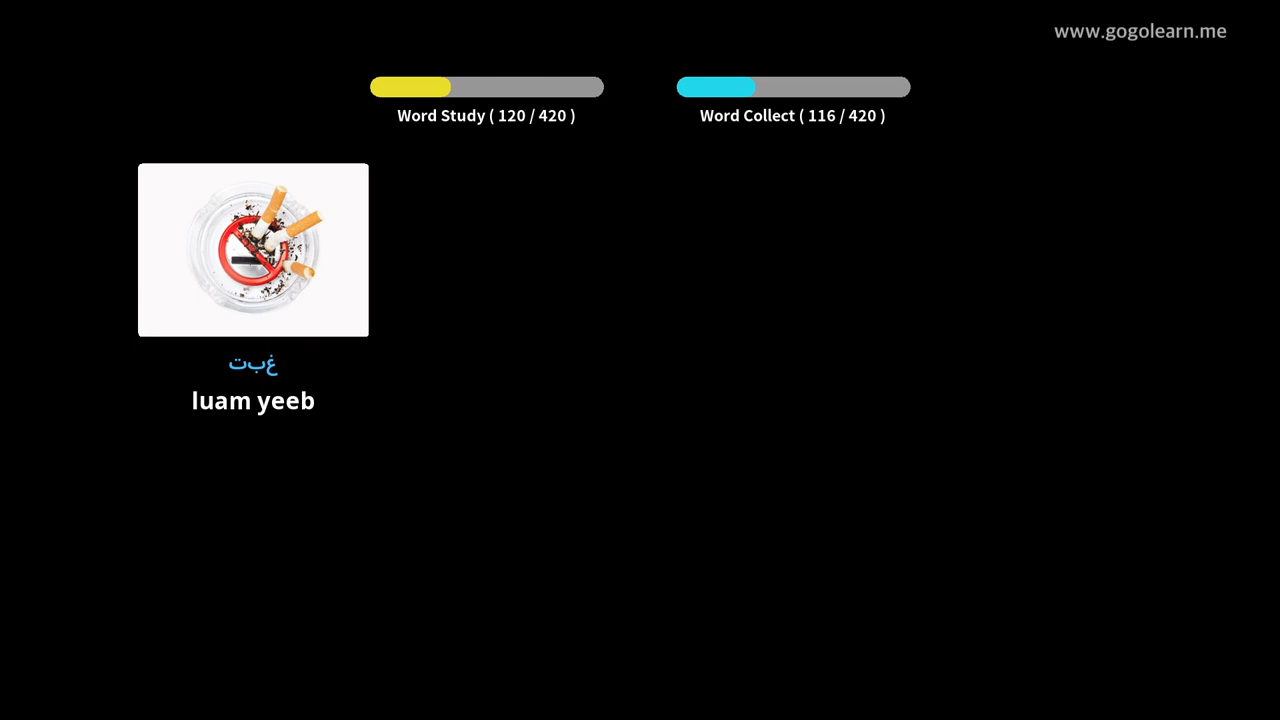 www.gogolearn.me
Word Study ( 120 / 420 )
Word Collect ( 116 / 420 )
تبغ
luam yeeb